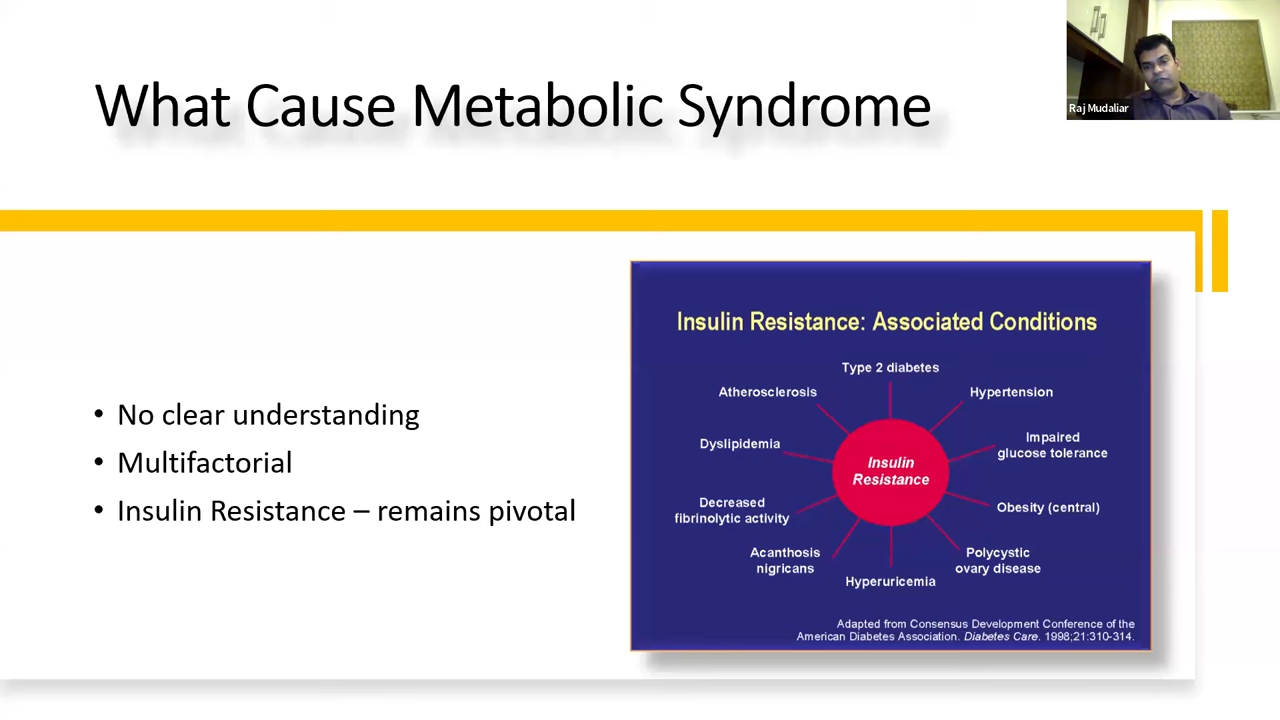 What Cause Metabolic Syndrome
Raj Mudaliar
• No clear understanding
• Multifactorial
• Insulin Resistance – remains pivotal
Insulin Resistance: Associated Conditions
Type 2 diabetes
Atherosclerosis
Hypertension
Dyslipidemia
Impaired
glucose tolerance
Insulin
Resistance
Decreased
fibrinolytic activity
Obesity (central)
Acanthosis
nigricans
Polycystic
ovary disease
Hyperuricemia
Adapted from Consensus Development Conference of the
American Diabetes Association. Diabetes Care. 1998;21:310-314.